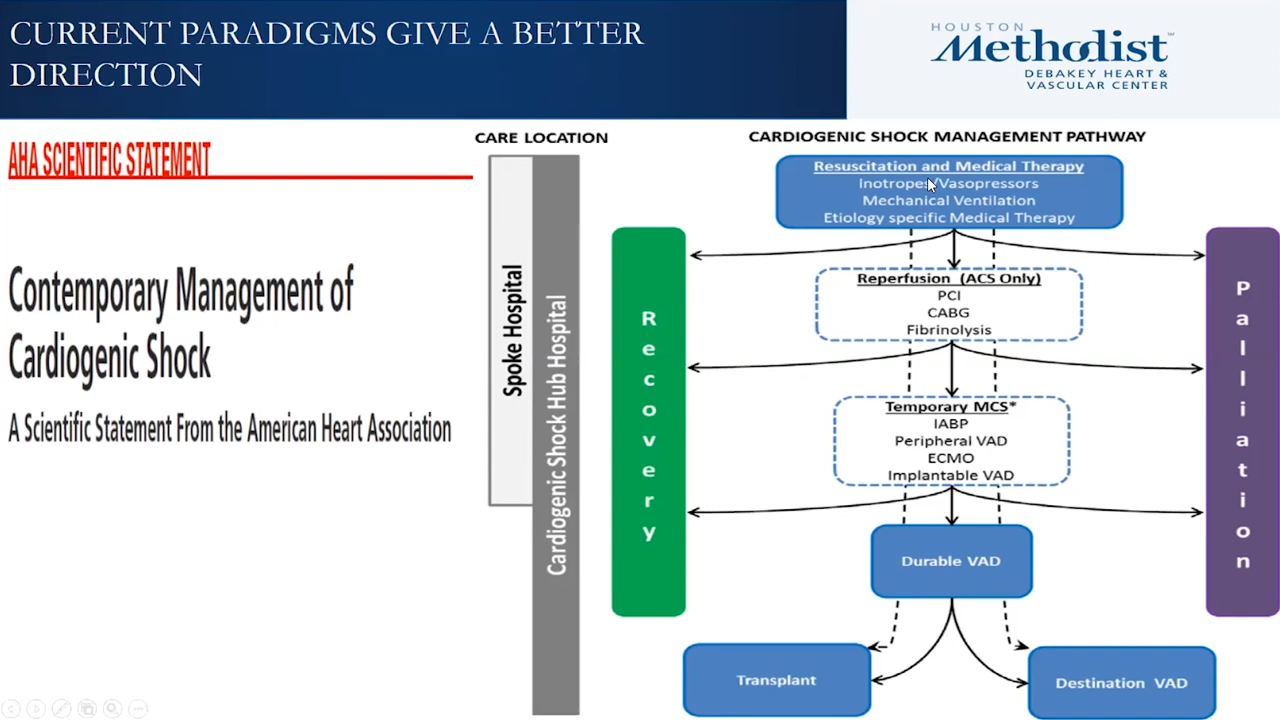 CURRENT PARADIGMS GIVE A BETTER
DIRECTION
HOUSTON
Methodist
DEBAKEY HEART &
VASCULAR CENTER
AHA SCIENTIFIC STATEMENT
Contemporary Management of
Cardiogenic Shock
A Scientific Statement From the American Heart Association
CARE LOCATION
Spoke Hospital
Cardiogenic Shock Hub Hospital
CARDIOGENIC SHOCK MANAGEMENT PATHWAY
Resuscitation and Medical Therapy
Inotropes/Vasopressors
Mechanical Ventilation
Etiology specific Medical Therapy
Recovery
Reperfusion (ACS Only)
PCI
CABG
Fibrinolysis
Temporary MCS*
IABP
Peripheral VAD
ECMO
Implantable VAD
Palliation
Durable VAD
Transplant
Destination VAD